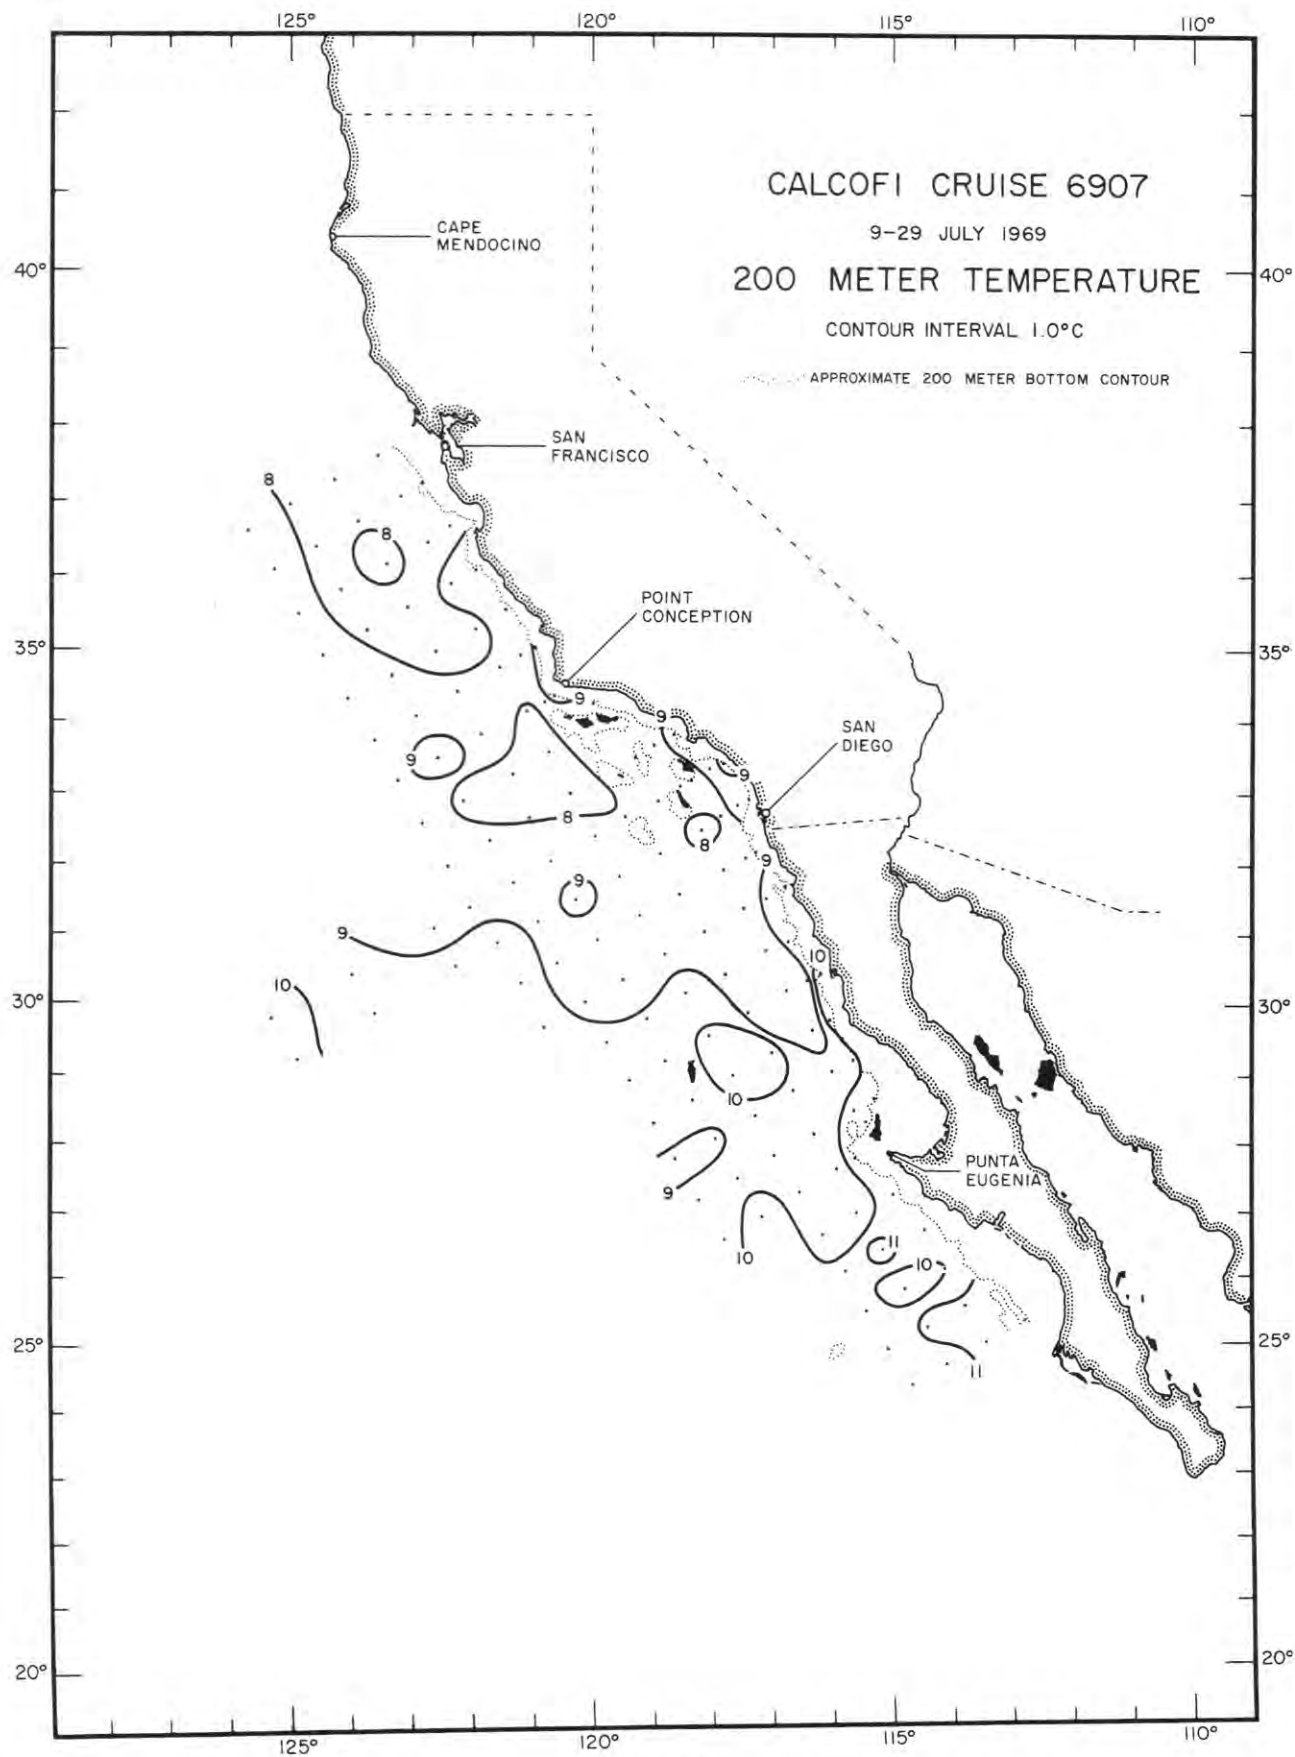 125° 120° 115° 110°
CALCOFI CRUISE 6907
9-29 JULY 1969
200 METER TEMPERATURE
CONTOUR INTERVAL 1.0°C
APPROXIMATE 200 METER BOTTOM CONTOUR
CAPE
MENDOCINO
40° 40°
SAN
FRANCISCO
8
8
POINT
CONCEPTION
35° 35°
9
9
SAN
DIEGO
9
9
8
8
9
9
9
10
10
30° 30°
10
9
PUNTA
EUGENIA
10
11
10
25° 25°
11
20° 20°
125° 120° 115° 110°